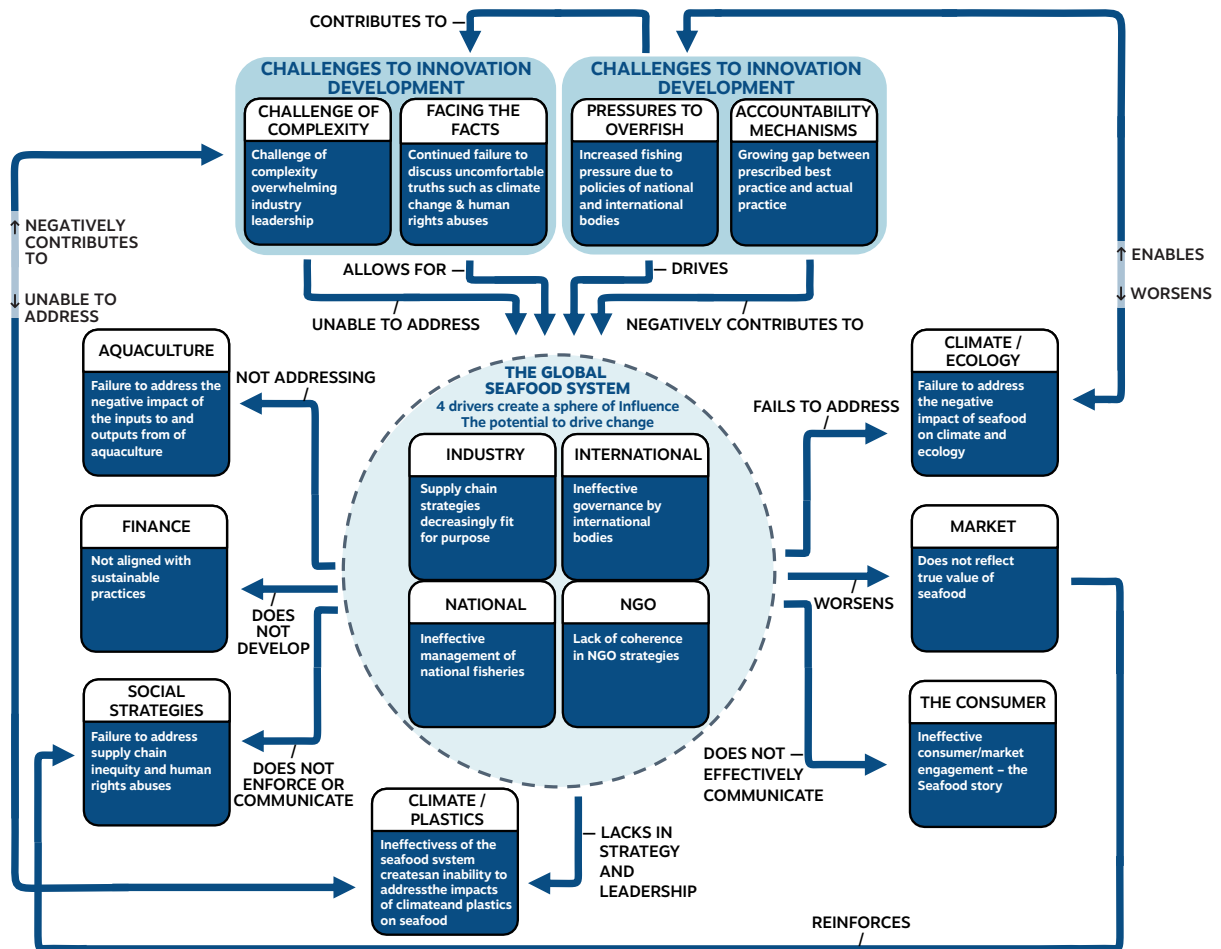 CONTRIBUTES TO
CHALLENGES TO INNOVATION
DEVELOPMENT
CHALLENGE OF
COMPLEXITY
Challenge of
complexity
overwhelming
industry
leadership
FACING THE
FACTS
Continued failure to
discuss uncomfortable
truths such as climate
change & human
rights abuses
CHALLENGES TO INNOVATION
DEVELOPMENT
PRESSURES TO
OVERFISH
Increased fishing
pressure due to
policies of national
and international
bodies
ACCOUNTABILITY
MECHANISMS
Growing gap between
prescribed best
practice and actual
practice
↑ NEGATIVELY
CONTRIBUTES
TO
↓ UNABLE TO
ADDRESS
ALLOWS FOR
DRIVES
UNABLE TO ADDRESS
NEGATIVELY CONTRIBUTES TO
↑ ENABLES
↓ WORSENS
AQUACULTURE
Failure to address the
negative impact of
the inputs to and
outputs from of
aquaculture
NOT ADDRESSING
THE GLOBAL
SEAFOOD SYSTEM
4 drivers create a sphere of Influence
The potential to drive change
INDUSTRY
Supply chain
strategies
decreasingly fit
for purpose
INTERNATIONAL
Ineffective
governance by
international
bodies
NATIONAL
Ineffective
management of
national fisheries
NGO
Lack of coherence
in NGO strategies
FAILS TO ADDRESS
CLIMATE /
ECOLOGY
Failure to address
the negative
impact of seafood
on climate and
ecology
FINANCE
Not aligned with
sustainable
practices
DOES
NOT
DEVELOP
WORSENS
MARKET
Does not reflect
true value of
seafood
SOCIAL
STRATEGIES
Failure to address
supply chain
inequity and human
rights abuses
DOES NOT
ENFORCE OR
COMMUNICATE
DOES NOT
EFFECTIVELY
COMMUNICATE
THE CONSUMER
Ineffective
consumer/market
engagement – the
Seafood story
CLIMATE /
PLASTICS
Ineffectivess of the
seafood svstem
createsan inability to
addressthe impacts
of climateand plastics
on seafood
LACKS IN
STRATEGY
AND
LEADERSHIP
REINFORCES